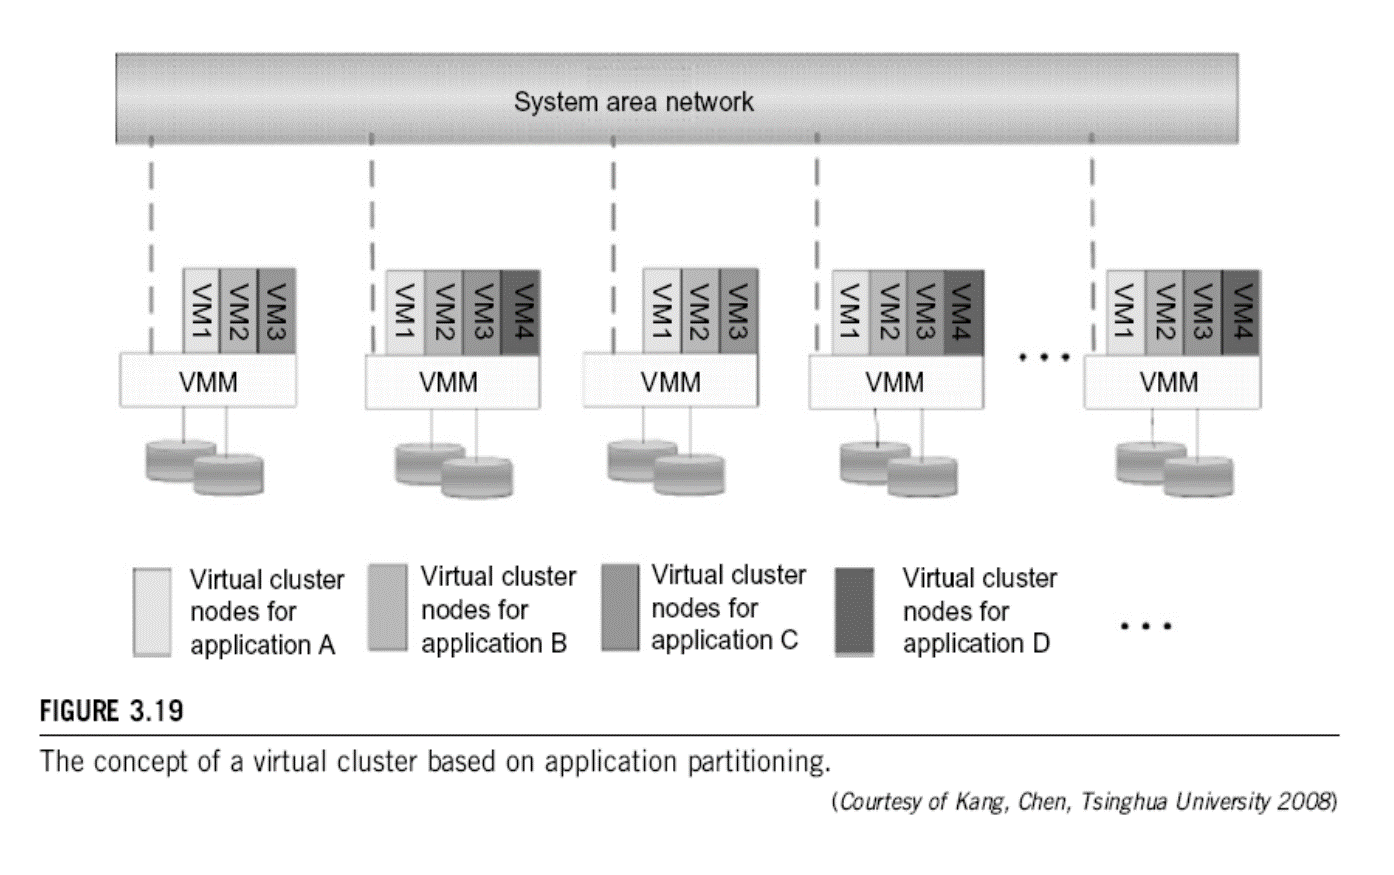 System area network
VM1 VM2 VM3
VM1 VM2 VM3 VM4
VM1 VM2 VM3
VM1 VM2 VM3 VM4
VM1 VM2 VM3 VM4
VMM
VMM
VMM
VMM
...
VMM
Virtual cluster
nodes for
application A
Virtual cluster
nodes for
application B
Virtual cluster
nodes for
application C
Virtual cluster
nodes for
application D
...
FIGURE 3.19
The concept of a virtual cluster based on application partitioning.
(Courtesy of Kang, Chen, Tsinghua University 2008)